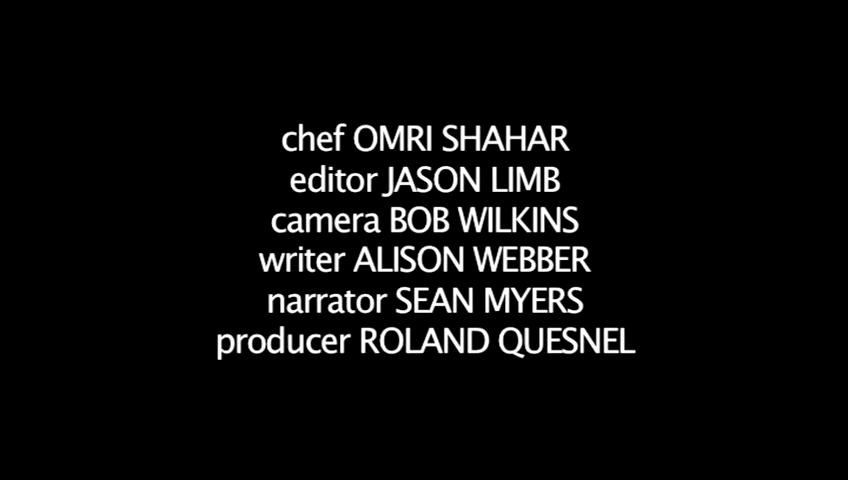 chef OMRI SHAHAR
editor JASON LIMB
camera BOB WILKINS
writer ALISON WEBBER
narrator SEAN MYERS
producer ROLAND QUESNEL